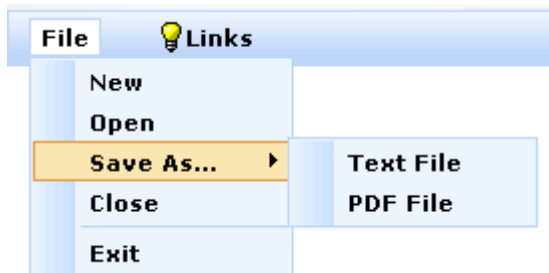 File Links
New
Open
Save As... Text File
Close PDF File
Exit